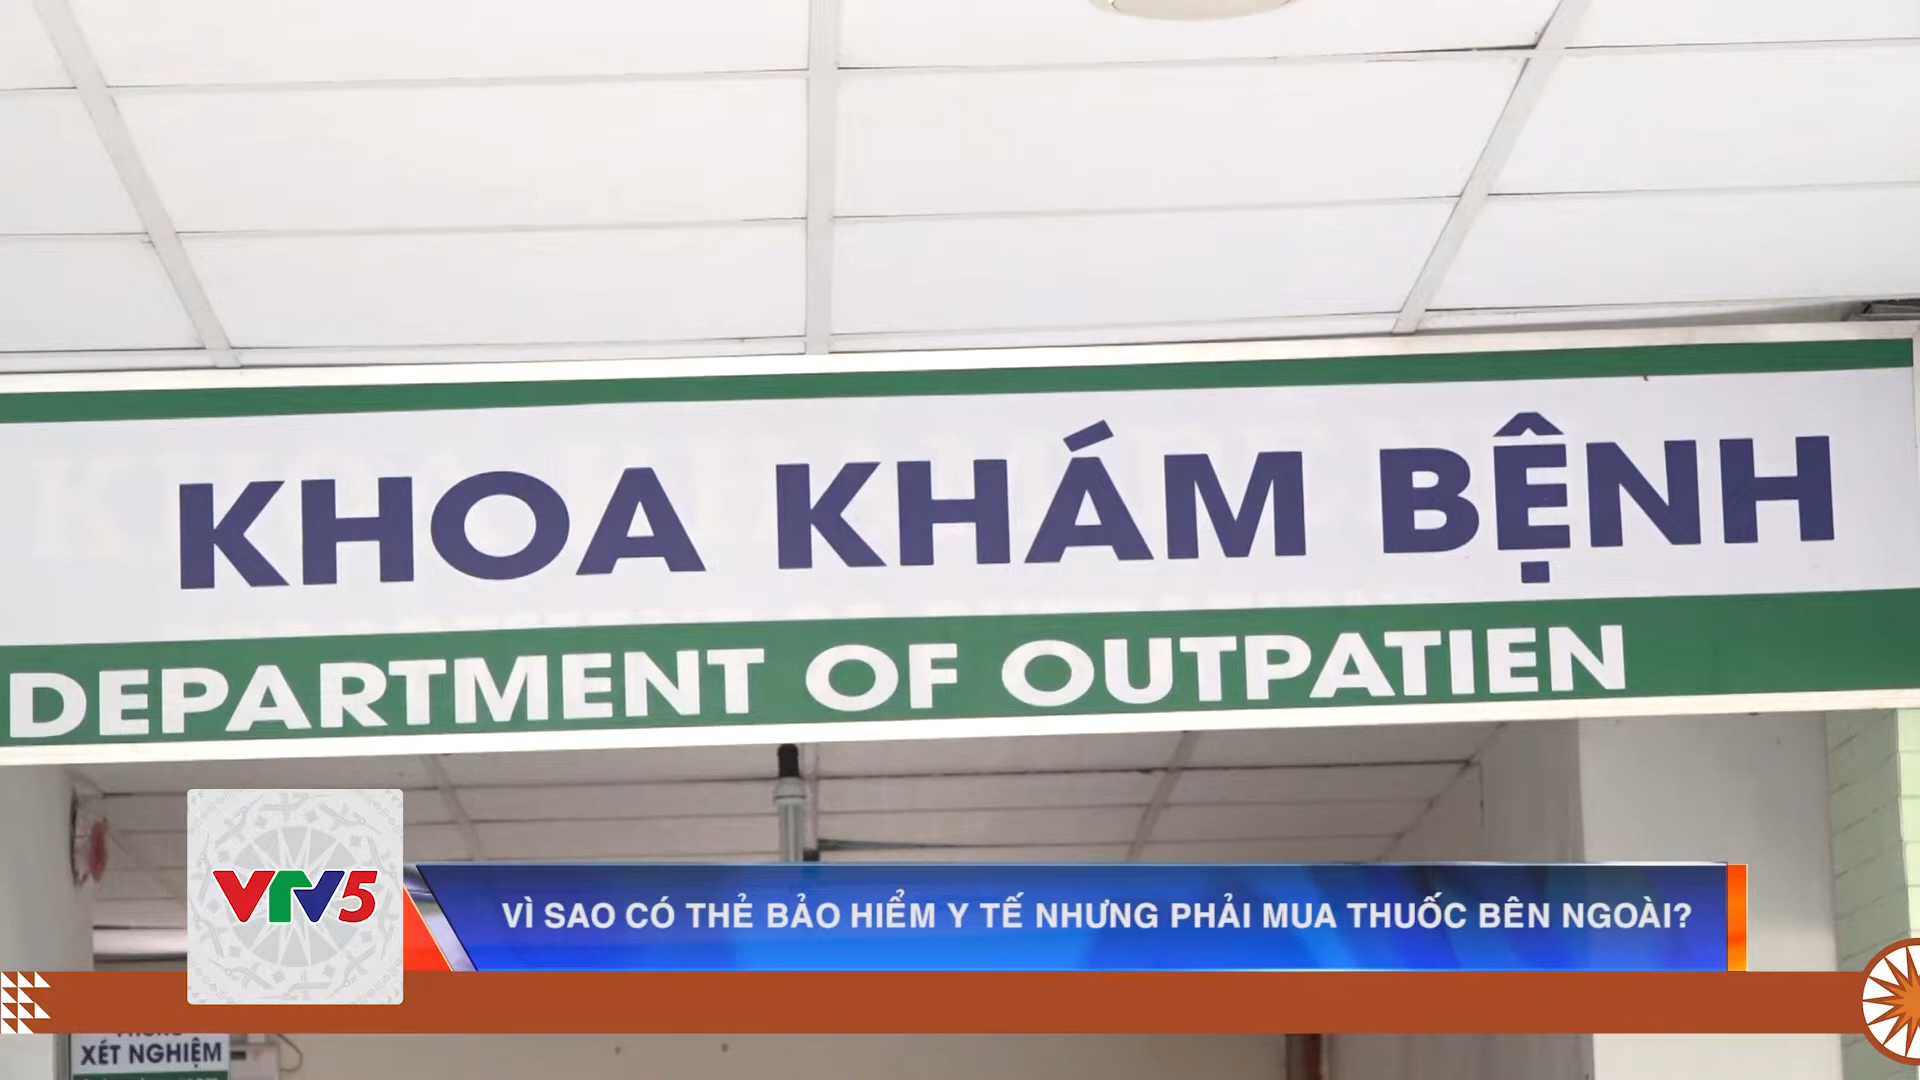 KHOA KHÁM BỆNH
DEPARTMENT OF OUTPATIEN
VTV5
VÌ SAO CÓ THẺ BẢO HIỂM Y TẾ NHƯNG PHẢI MUA THUỐC BÊN NGOÀI?
XÉT NGHIỆM